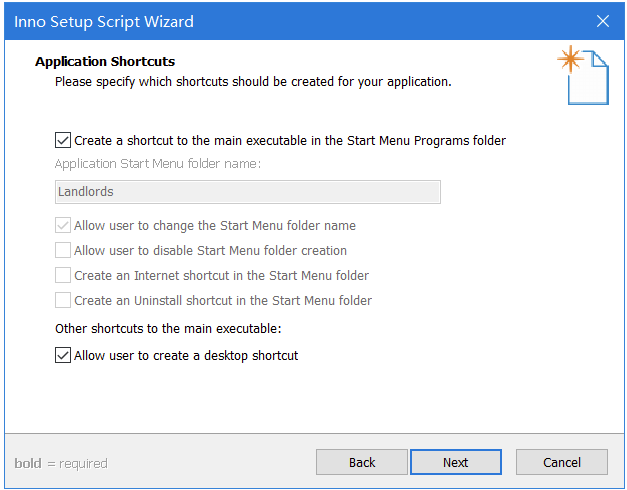 Inno Setup Script Wizard
Application Shortcuts
Please specify which shortcuts should be created for your application.
Create a shortcut to the main executable in the Start Menu Programs folder
Application Start Menu folder name:
Landlords
Allow user to change the Start Menu folder name
Allow user to disable Start Menu folder creation
Create an Internet shortcut in the Start Menu folder
Create an Uninstall shortcut in the Start Menu folder
Other shortcuts to the main executable:
Allow user to create a desktop shortcut
bold = required
Back
Next
Cancel